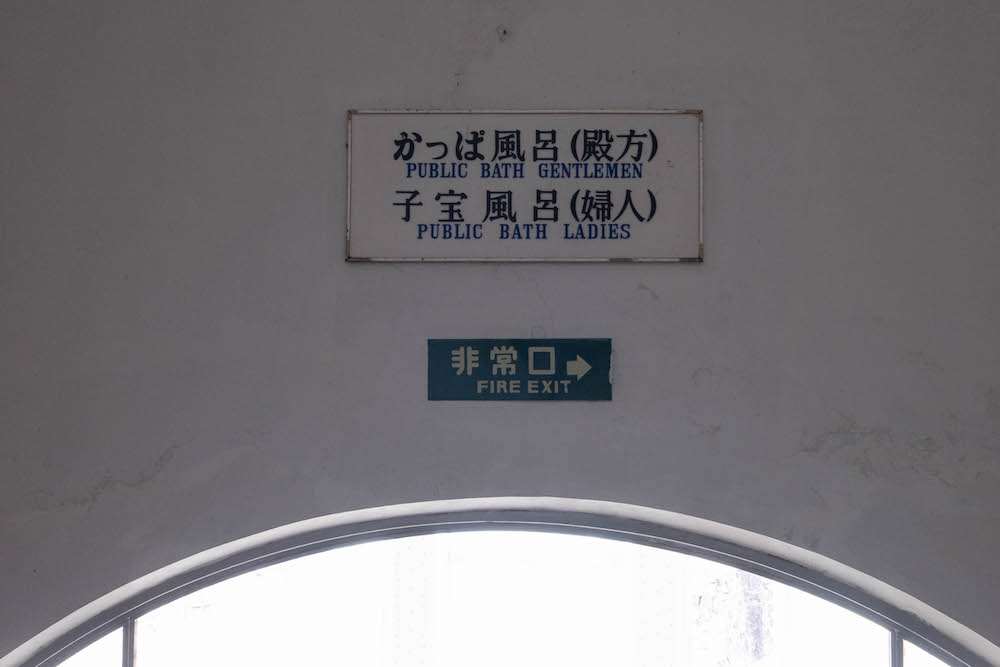 かっぱ風呂(殿方)
PUBLIC BATH GENTLEMEN
子宝風呂(婦人)
PUBLIC BATH LADIES
非常口→
FIRE EXIT